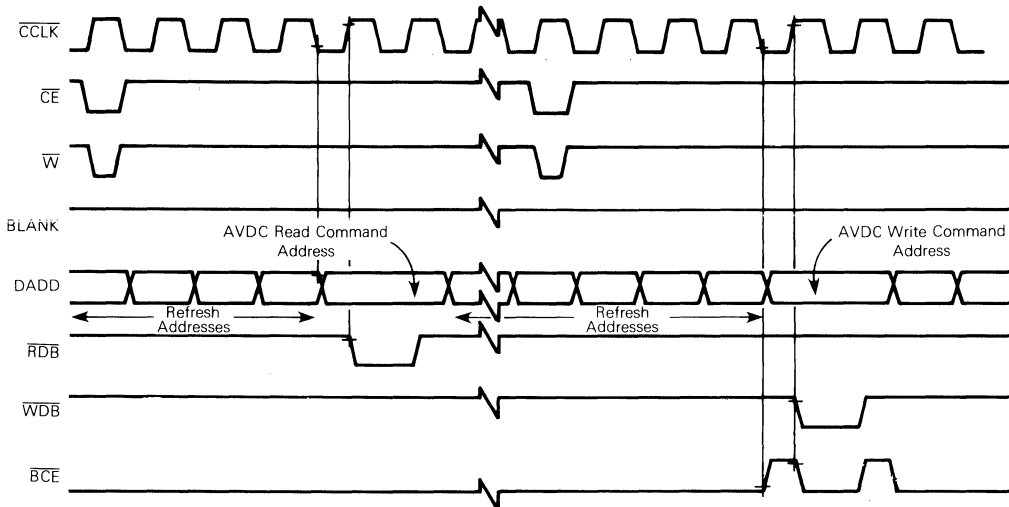 CCLK
CE
W
BLANK
AVDC Read Command
Address
AVDC Write Command
Address
DADD
Refresh
Addresses
Refresh
Addresses
RDB
WDB
BCE